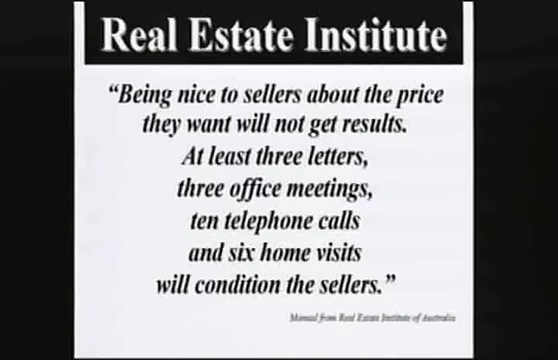 Real Estate Institute
“Being nice to sellers about the price
they want will not get results.
At least three letters,
three office meetings,
ten telephone calls
and six home visits
will condition the sellers.”
Manual from Real Estate Institute of Australia